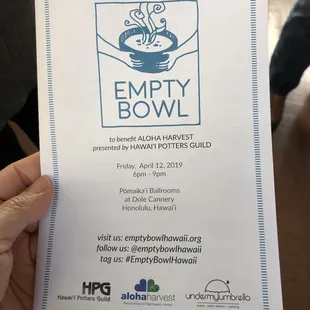 EMPTY
BOWL
to benefit ALOHA HARVEST
presented by HAWAI'I POTTERS GUILD
Friday, April 12, 2019
6pm - 9pm
Pomaika'i Ballrooms
at Dole Cannery
Honolulu, Hawai'i
visit us: emptybowlhawaii.org
follow us: @emptybowlhawaii
tag us: #EmptyBowlHawaii
HPG
Hawai'i Potters Guild
alohaharvest
undermyumbrella